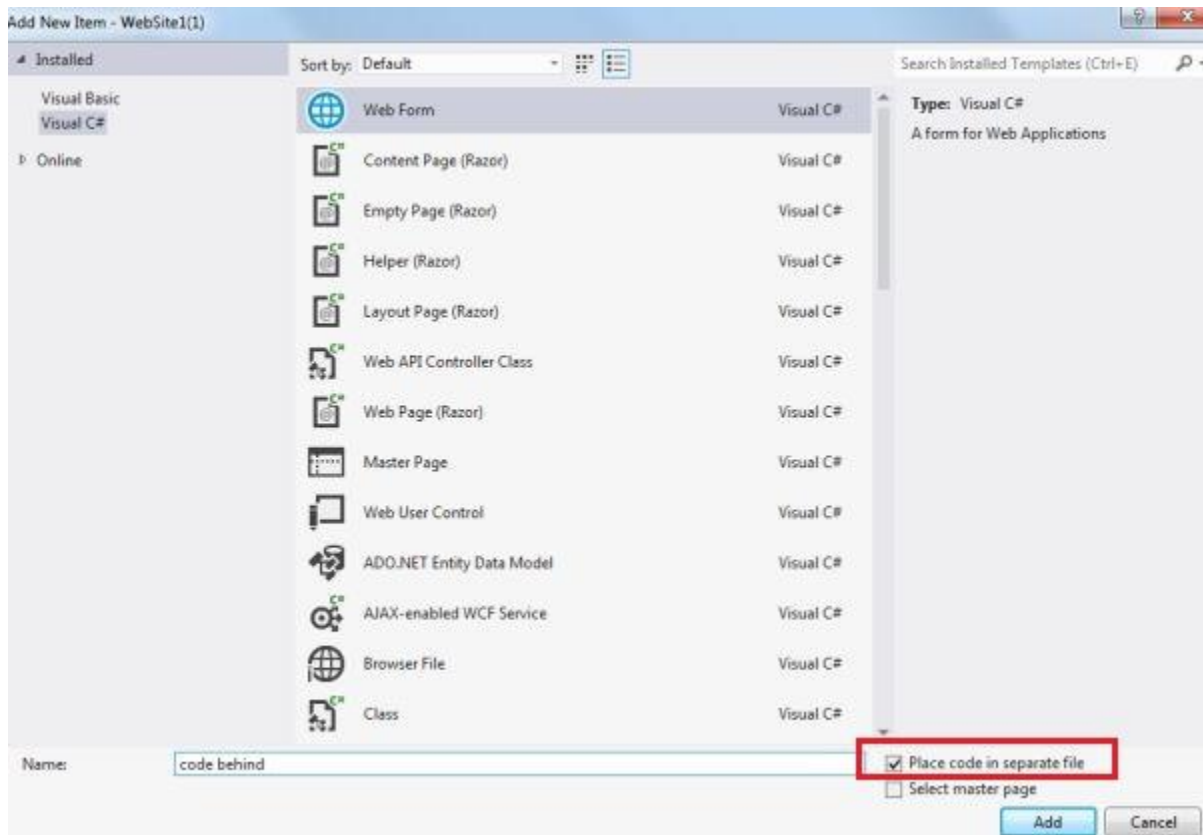 Add New Item - WebSite1(1)
Installed
Sort by: Default
Search Installed Templates (Ctrl+E)
Visual Basic
Visual C#
Online
Web Form Visual C#
Content Page (Razor) Visual C#
Empty Page (Razor) Visual C#
Helper (Razor) Visual C#
Layout Page (Razor) Visual C#
Web API Controller Class Visual C#
Web Page (Razor) Visual C#
Master Page Visual C#
Web User Control Visual C#
ADO.NET Entity Data Model Visual C#
AJAX-enabled WCF Service Visual C#
Browser File Visual C#
Class Visual C#
Type: Visual C#
A form for Web Applications
Name: code behind
Place code in separate file
Select master page
Add Cancel